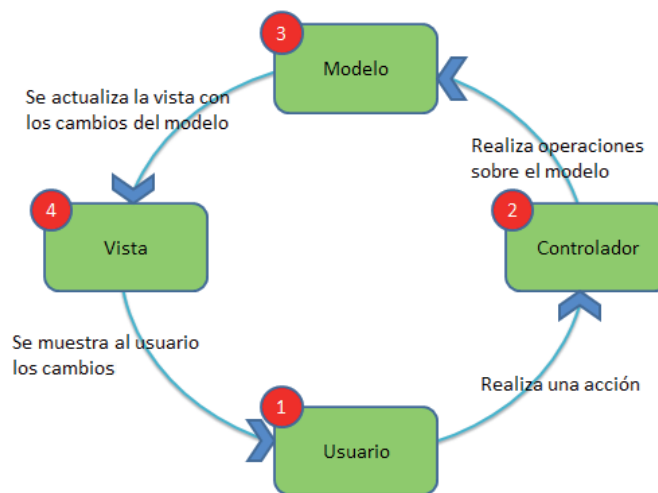 3
Modelo
Se actualiza la vista con
los cambios del modelo
Realiza operaciones
sobre el modelo
4
Vista
2
Controlador
Se muestra al usuario
los cambios
Realiza una acción
1
Usuario